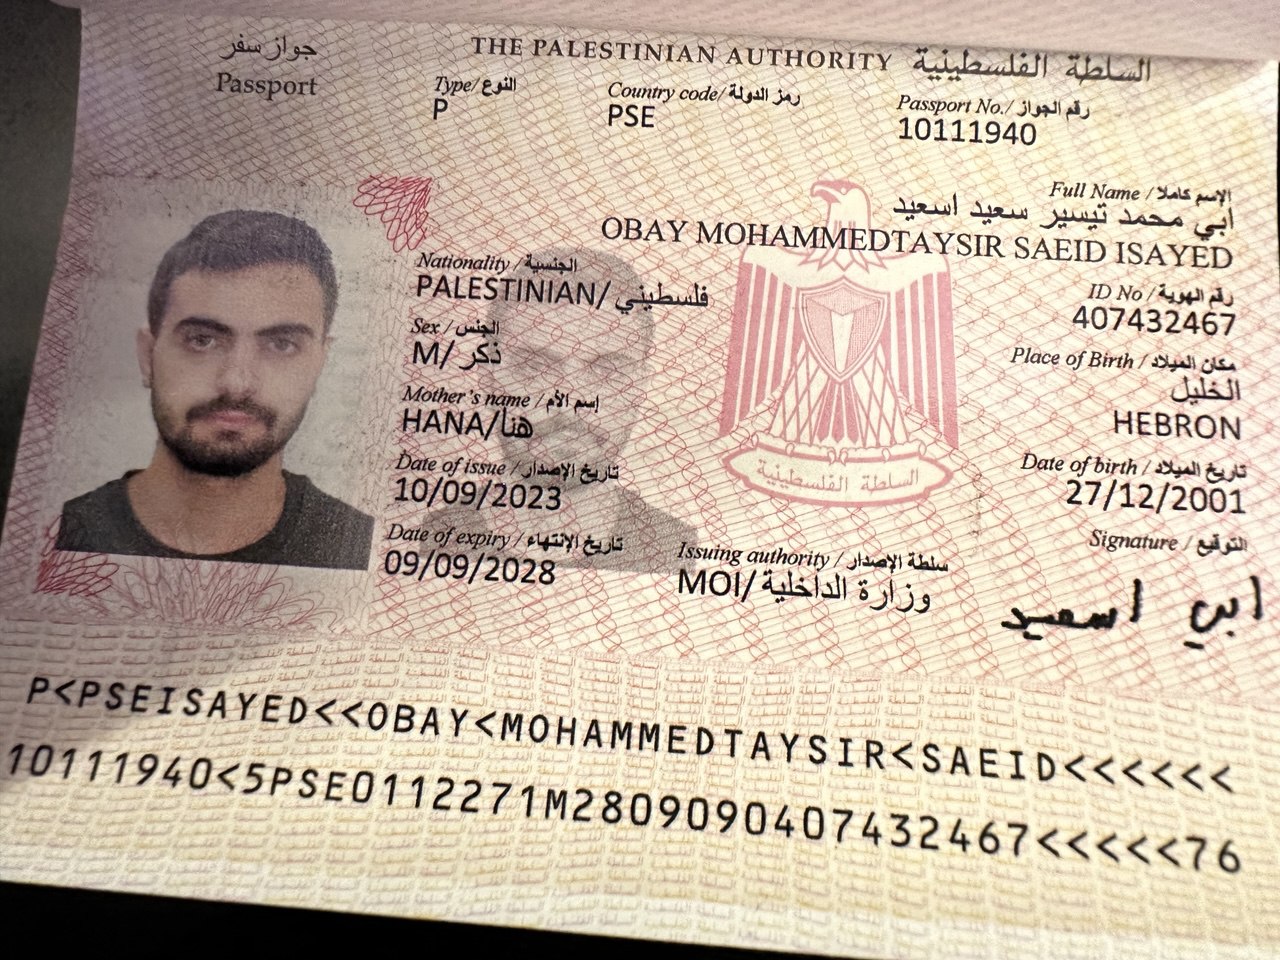 جواز سفر
Passport
THE PALESTINIAN AUTHORITY السلطة الفلسطينية
Type/ النوع
P
Country code/ رمز الدولة
PSE
Passport No./ رقم الجواز
10111940
Full Name / الإسم كاملا
أبي محمد تيسير سعيد اسعيد
OBAY MOHAMMEDTAYSIR SAEID ISAYED
Nationality / الجنسية
PALESTINIAN/ فلسطيني
ID No / رقم الهوية
407432467
Sex / الجنس
M/ ذكر
Place of Birth / مكان الميلاد
الخليل
HEBRON
Mother's name / إسم الأم
HANA/هنا
Date of issue / تاريخ الإصدار
10/09/2023
Date of birth / تاريخ الميلاد
27/12/2001
Date of expiry / تاريخ الإنتهاء
09/09/2028
Issuing authority / سلطة الإصدار
MOI/ وزارة الداخلية
Signature / التوقيع
ابي اسعيد
السلطة الفلسطينية
P<PSEISAYED<<OBAY<MOHAMMEDTAYSIR<SAEID<<<<<<
10111940<5PSE0112271M2809090407432467<<<<<76